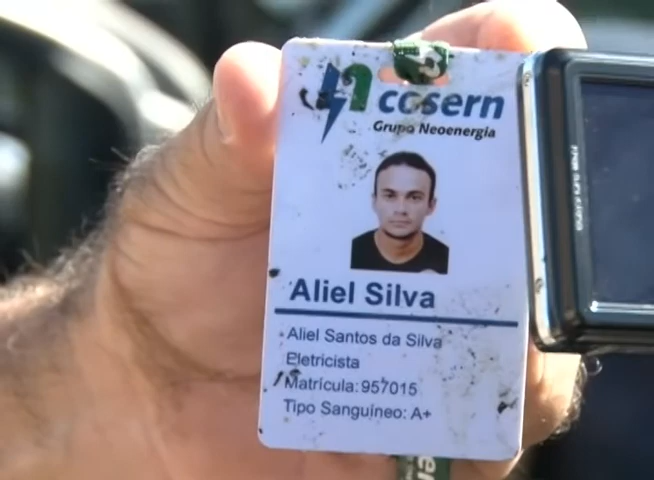 cosern
Grupo Neoenergia
Aliel Silva
Aliel Santos da Silva
Eletricista
Matrícula: 957015
Tipo Sanguíneo: A+